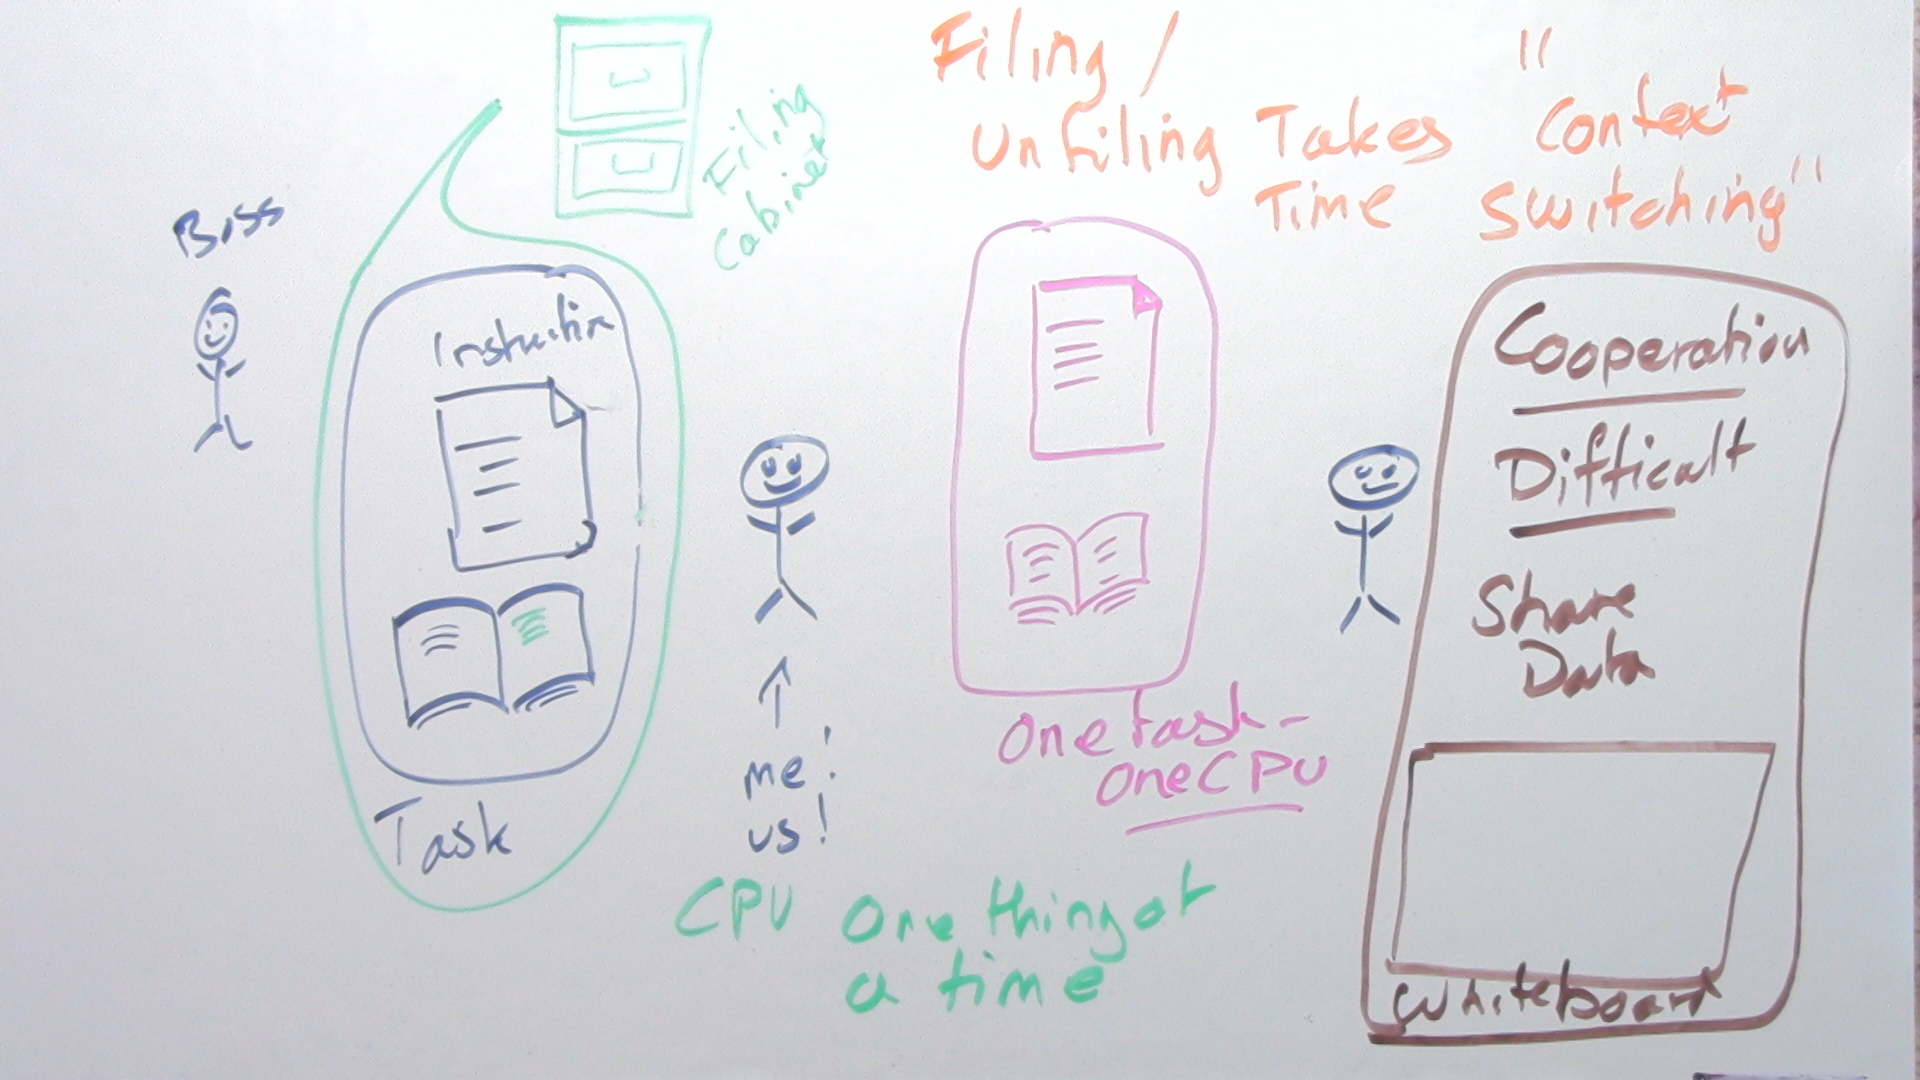 Boss
Filing
Cabinet
Filing /
Unfiling Takes
Time
"Context
Switching"
Instruction
Task
me!
us!
CPU One thing at
a time
One task -
One CPU
Cooperation
Difficult
Share
Data
Whiteboard